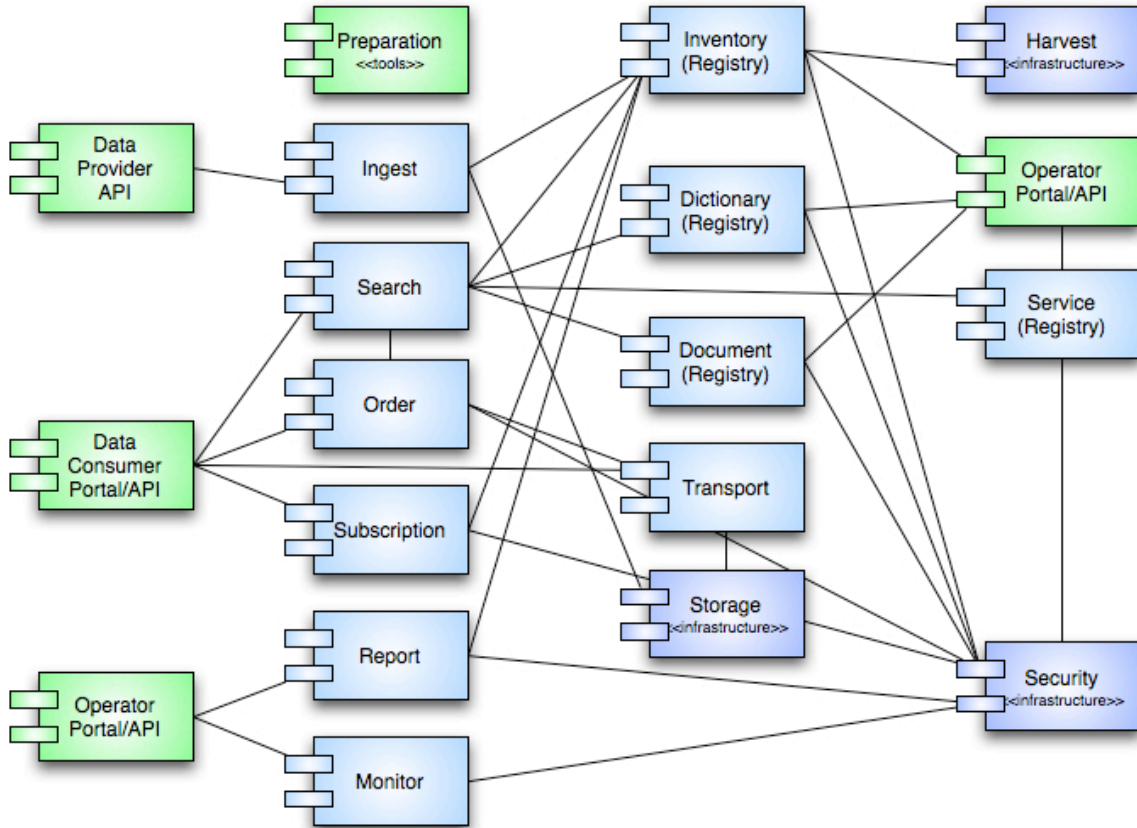 Preparation
<<tools>>
Inventory
(Registry)
Harvest
<<infrastructure>>
Data
Provider
API
Ingest
Dictionary
(Registry)
Operator
Portal/API
Search
Service
(Registry)
Document
(Registry)
Order
Data
Consumer
Portal/API
Transport
Subscription
Storage
<<infrastructure>>
Report
Security
<<infrastructure>>
Operator
Portal/API
Monitor